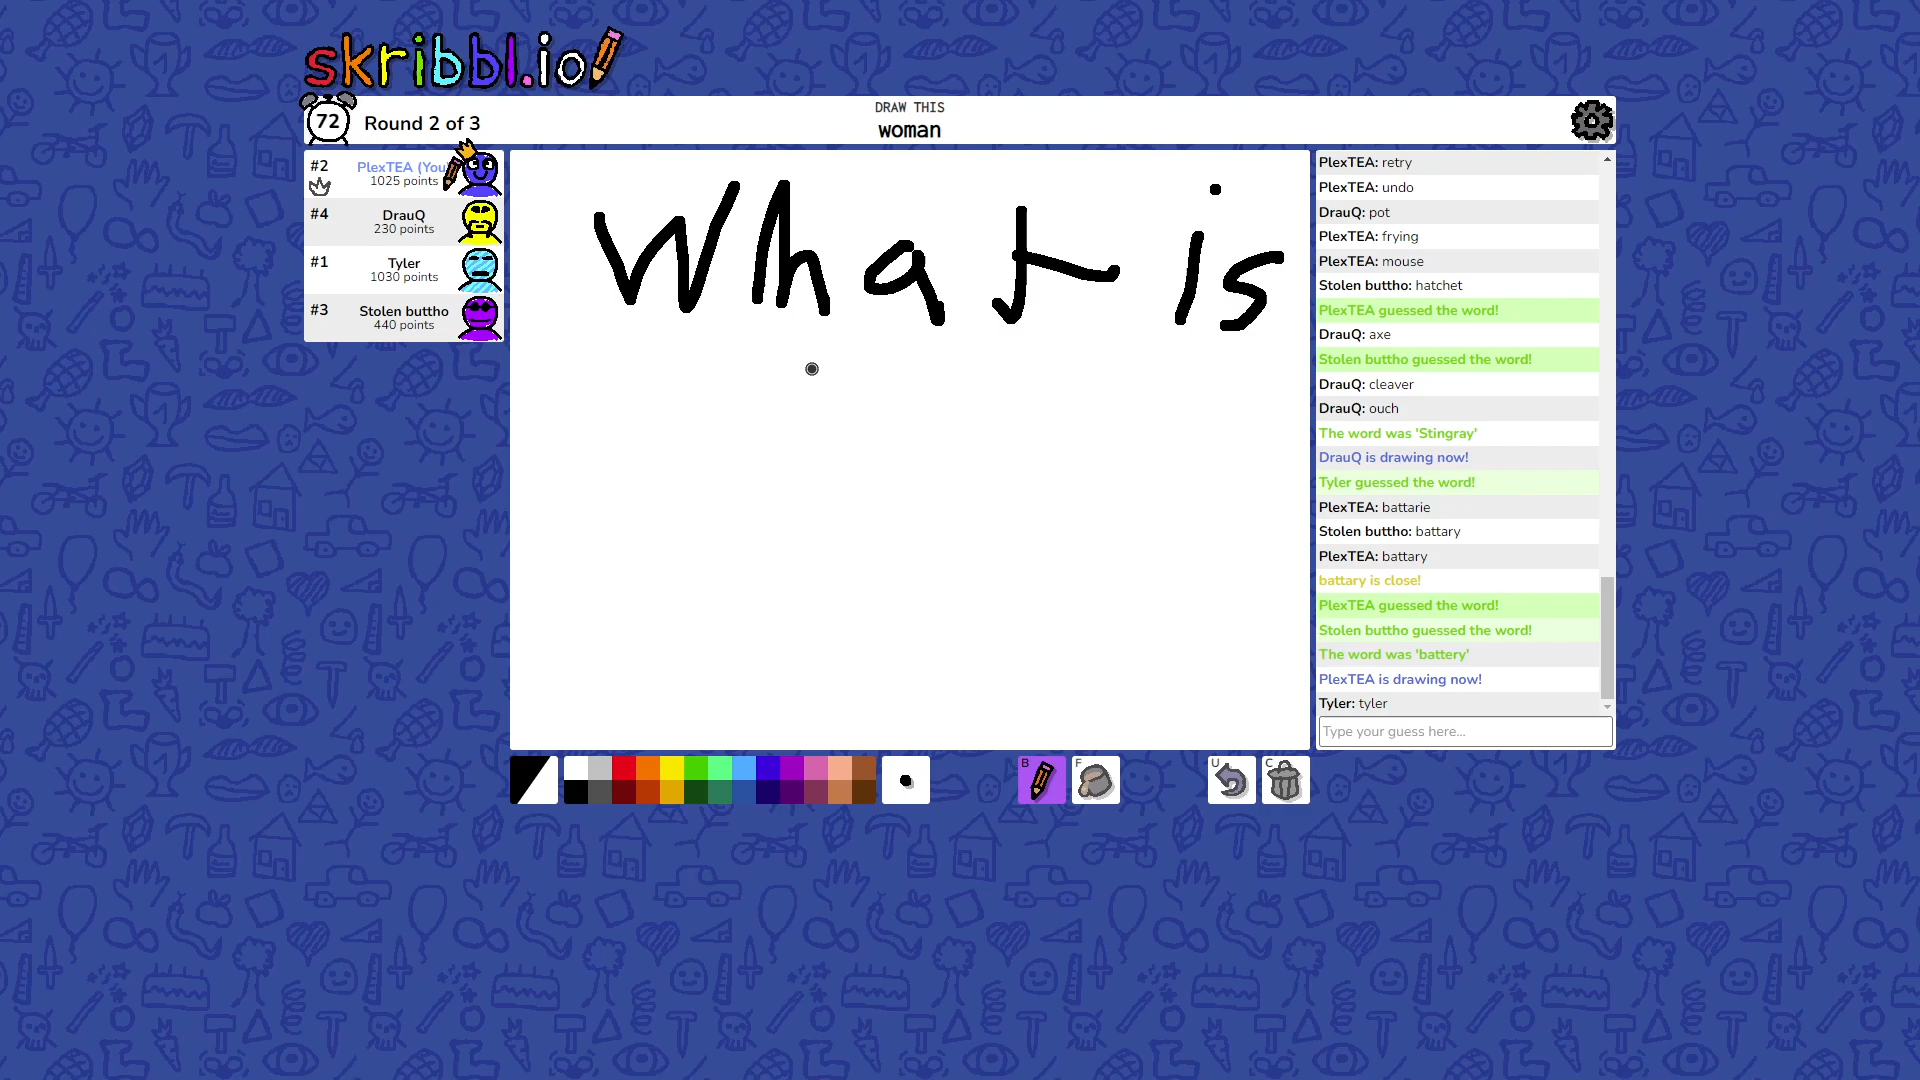 skribbl.io
72
Round 2 of 3
DRAW THIS
woman
#2
PlexTEA (You
1025 points
#4
DrauQ
230 points
#1
Tyler
1030 points
#3
Stolen buttho
440 points
What is
PlexTEA: retry
PlexTEA: undo
DrauQ: pot
PlexTEA: frying
PlexTEA: mouse
Stolen buttho: hatchet
PlexTEA guessed the word!
DrauQ: axe
Stolen buttho guessed the word!
DrauQ: cleaver
DrauQ: ouch
The word was 'Stingray'
DrauQ is drawing now!
Tyler guessed the word!
PlexTEA: battarie
Stolen buttho: battary
PlexTEA: battary
battary is close!
PlexTEA guessed the word!
Stolen buttho guessed the word!
The word was 'battery'
PlexTEA is drawing now!
Tyler: tyler
Type your guess here...
B
F
U
C